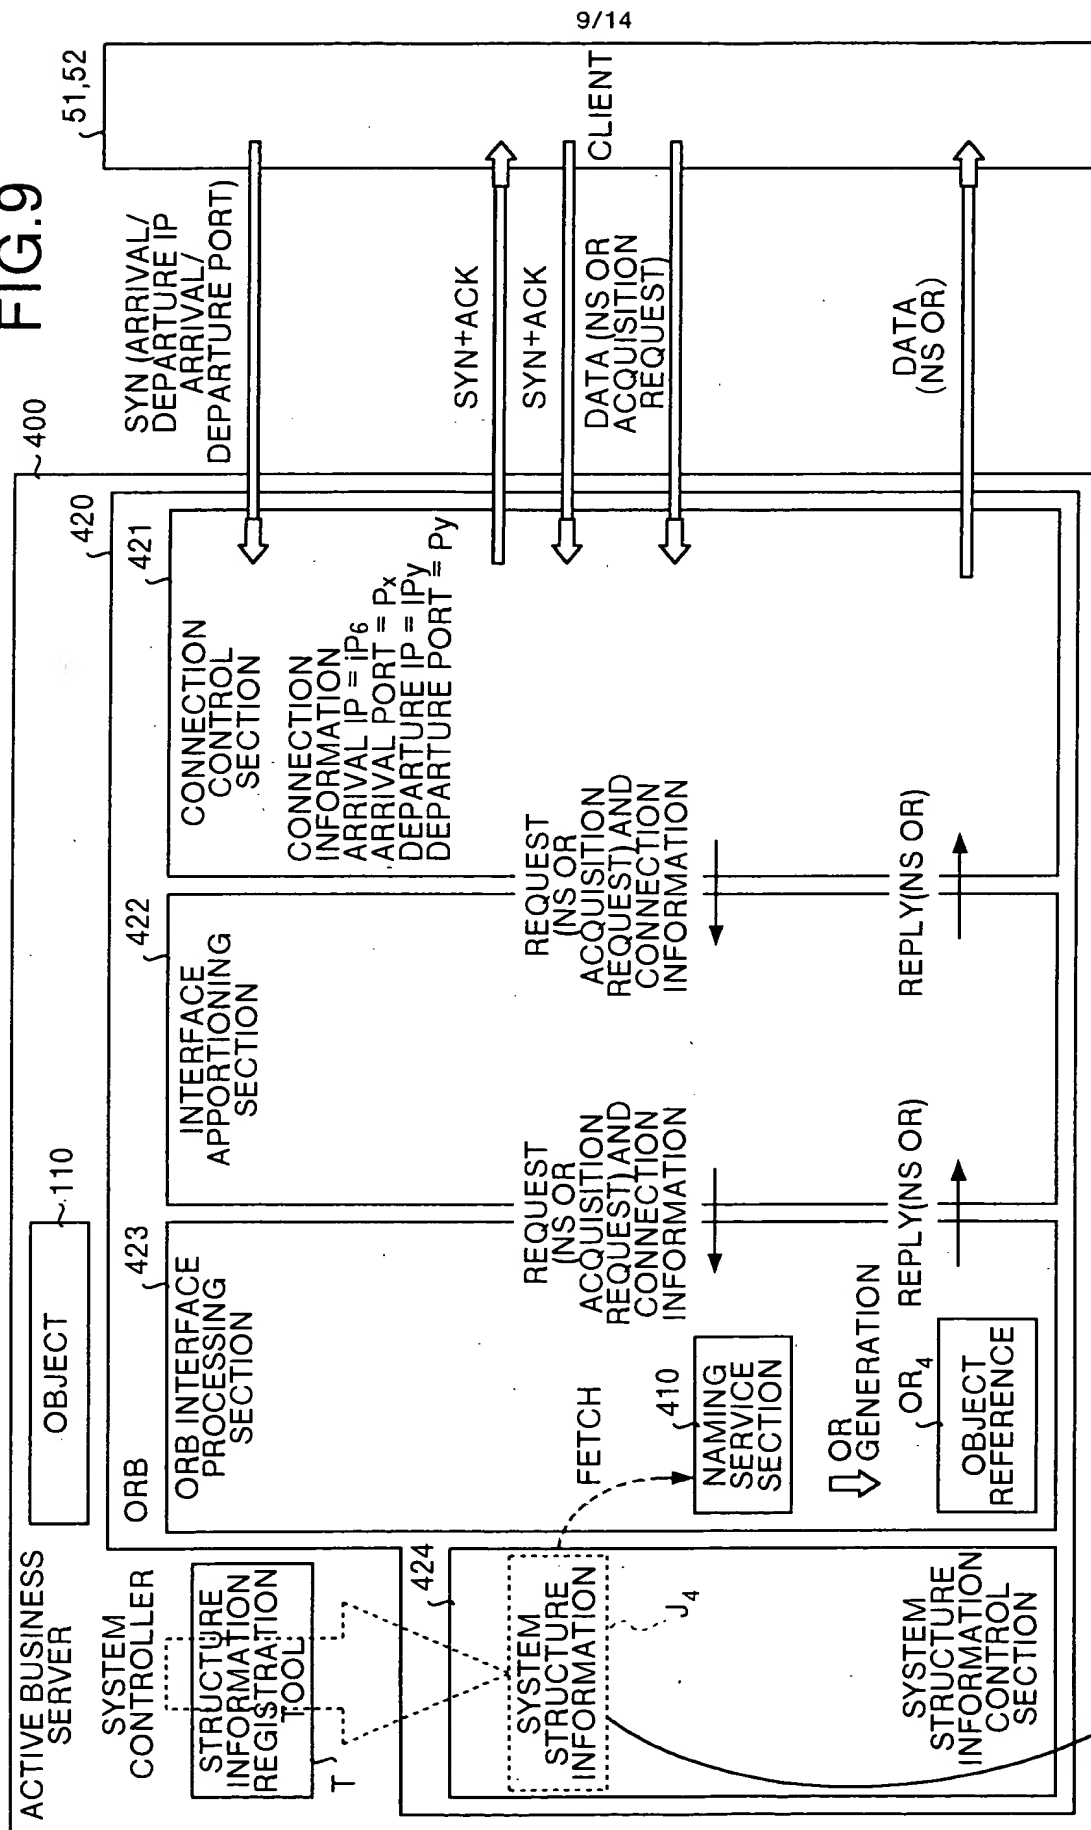 9/14
FIG.9
ACTIVE BUSINESS
SERVER
400
OBJECT
110
SYSTEM
CONTROLLER
STRUCTURE
INFORMATION
REGISTRATION
TOOL
T
420
ORB
424
SYSTEM
STRUCTURE
INFORMATION
J4
SYSTEM
STRUCTURE
INFORMATION
CONTROL
SECTION
423
ORB INTERFACE
PROCESSING
SECTION
FETCH
410
NAMING
SERVICE
SECTION
OR
GENERATION
OR4
OBJECT
REFERENCE
REQUEST
(NS OR
ACQUISITION
REQUEST) AND
CONNECTION
INFORMATION
REPLY(NS OR)
422
INTERFACE
APPORTIONING
SECTION
REQUEST
(NS OR
ACQUISITION
REQUEST) AND
CONNECTION
INFORMATION
REPLY(NS OR)
421
CONNECTION
CONTROL
SECTION
CONNECTION
INFORMATION
ARRIVAL IP = iP6
ARRIVAL PORT = Px
DEPARTURE IP = IPy
DEPARTURE PORT = Py
SYN (ARRIVAL/
DEPARTURE IP
ARRIVAL/
DEPARTURE PORT)
SYN+ACK
SYN+ACK
DATA (NS OR
ACQUISITION
REQUEST)
DATA
(NS OR)
51,52
CLIENT